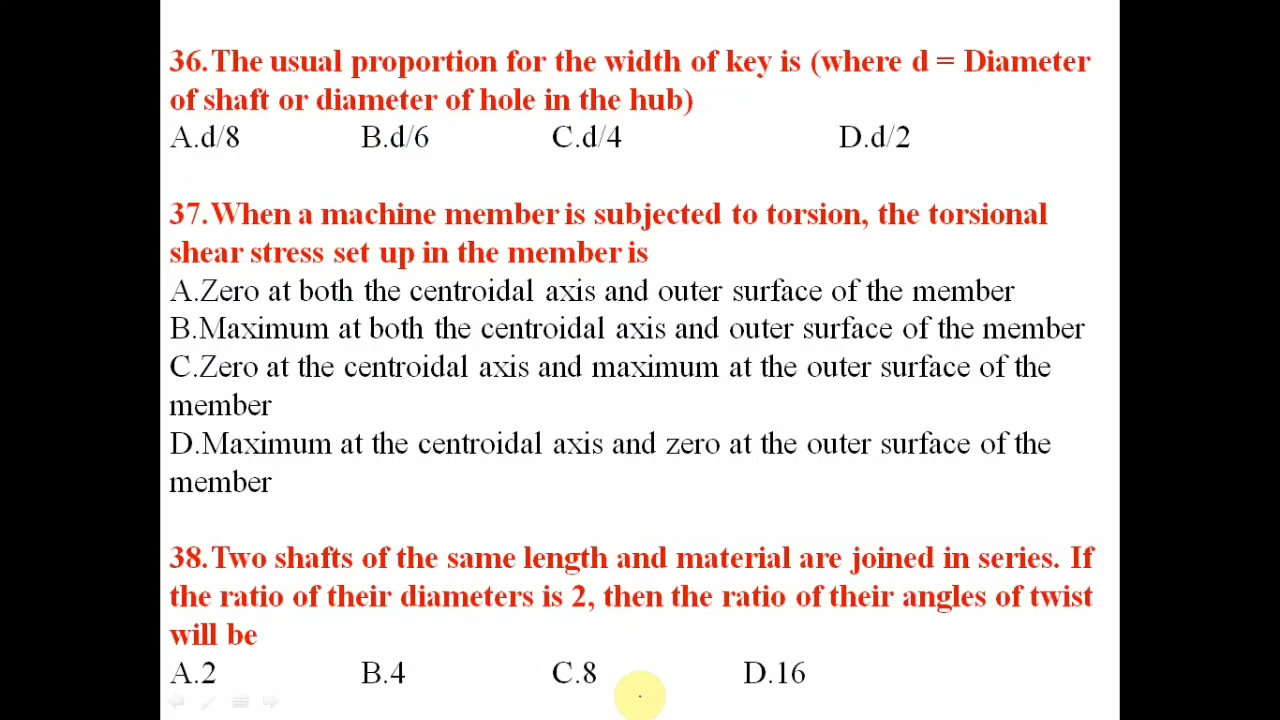 36.The usual proportion for the width of key is (where d = Diameter
of shaft or diameter of hole in the hub)
A.d/8 B.d/6 C.d/4 D.d/2
37.When a machine member is subjected to torsion, the torsional
shear stress set up in the member is
A.Zero at both the centroidal axis and outer surface of the member
B.Maximum at both the centroidal axis and outer surface of the member
C.Zero at the centroidal axis and maximum at the outer surface of the
member
D.Maximum at the centroidal axis and zero at the outer surface of the
member
38.Two shafts of the same length and material are joined in series. If
the ratio of their diameters is 2, then the ratio of their angles of twist
will be
A.2 B.4 C.8 D.16